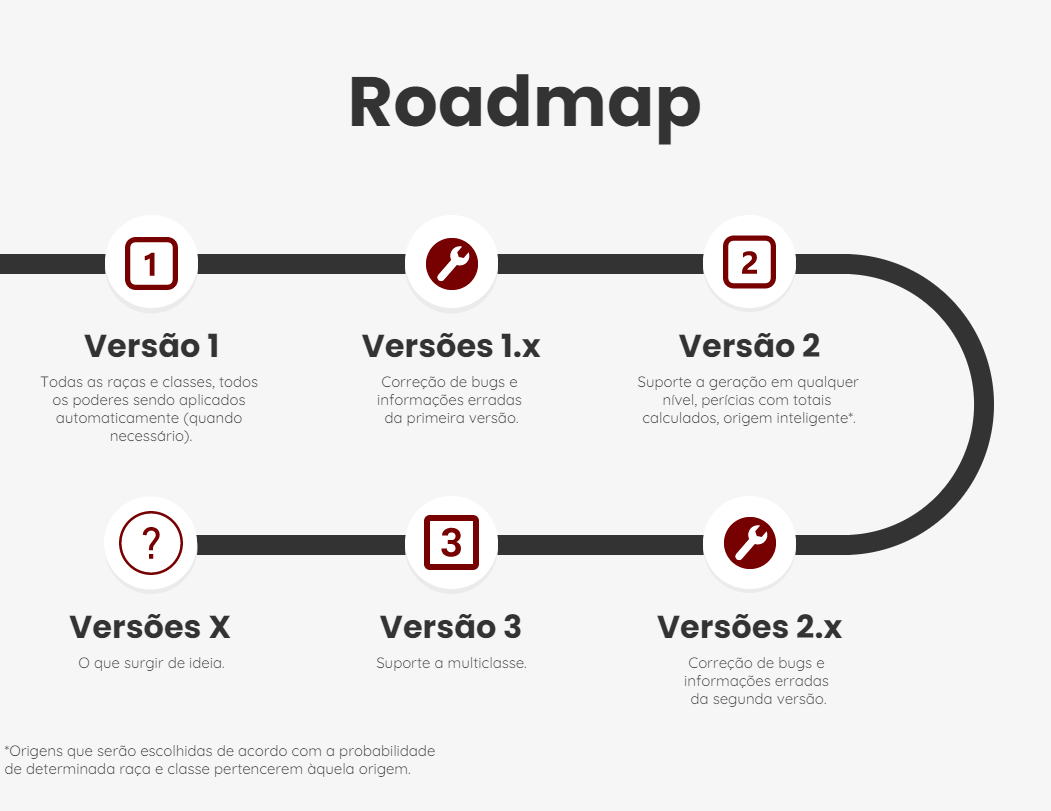 Roadmap
1
2
Versão 1
Todas as raças e classes, todos
os poderes sendo aplicados
automaticamente (quando
necessário).
Versões 1.x
Correção de bugs e
informações erradas
da primeira versão.
Versão 2
Suporte a geração em qualquer
nível, perícias com totais
calculados, origem inteligente*.
?
3
Versões X
O que surgir de ideia.
Versão 3
Suporte a multiclasse.
Versões 2.x
Correção de bugs e
informações erradas
da segunda versão.
*Origens que serão escolhidas de acordo com a probabilidade
de determinada raça e classe pertencerem àquela origem.